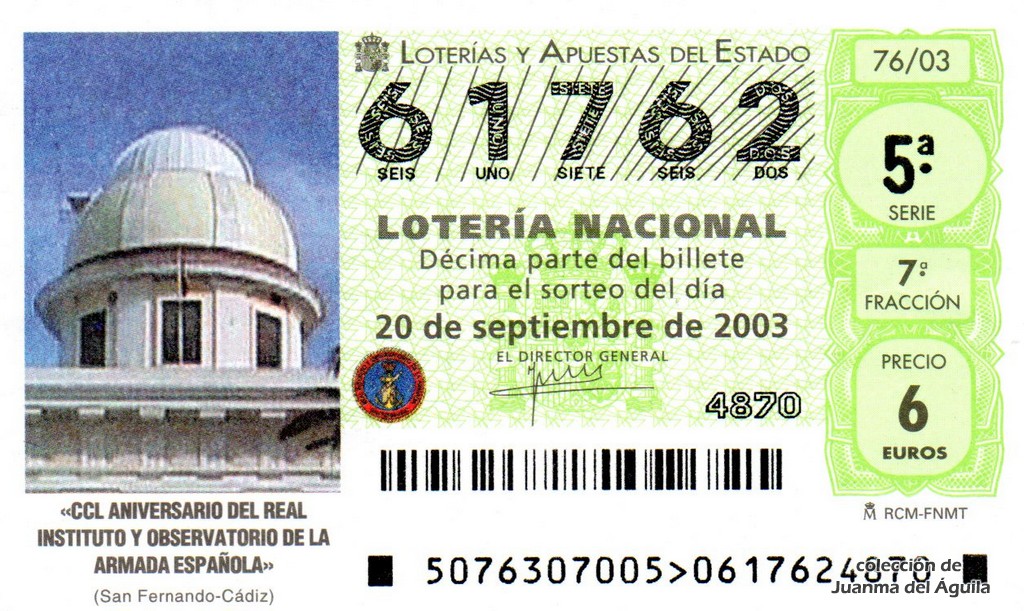 LOTERÍAS Y APUESTAS DEL ESTADO
61762
SEIS UNO SIETE SEIS DOS
LOTERÍA NACIONAL
Décima parte del billete
para el sorteo del día
20 de septiembre de 2003
EL DIRECTOR GENERAL
4870
76/03
5ª
SERIE
7ª
FRACCIÓN
PRECIO
6
EUROS
RCM-FNMT
«CCL ANIVERSARIO DEL REAL
INSTITUTO Y OBSERVATORIO DE LA
ARMADA ESPAÑOLA»
(San Fernando-Cádiz)
5076307005>0617624870
colección de
Juanma del Águila